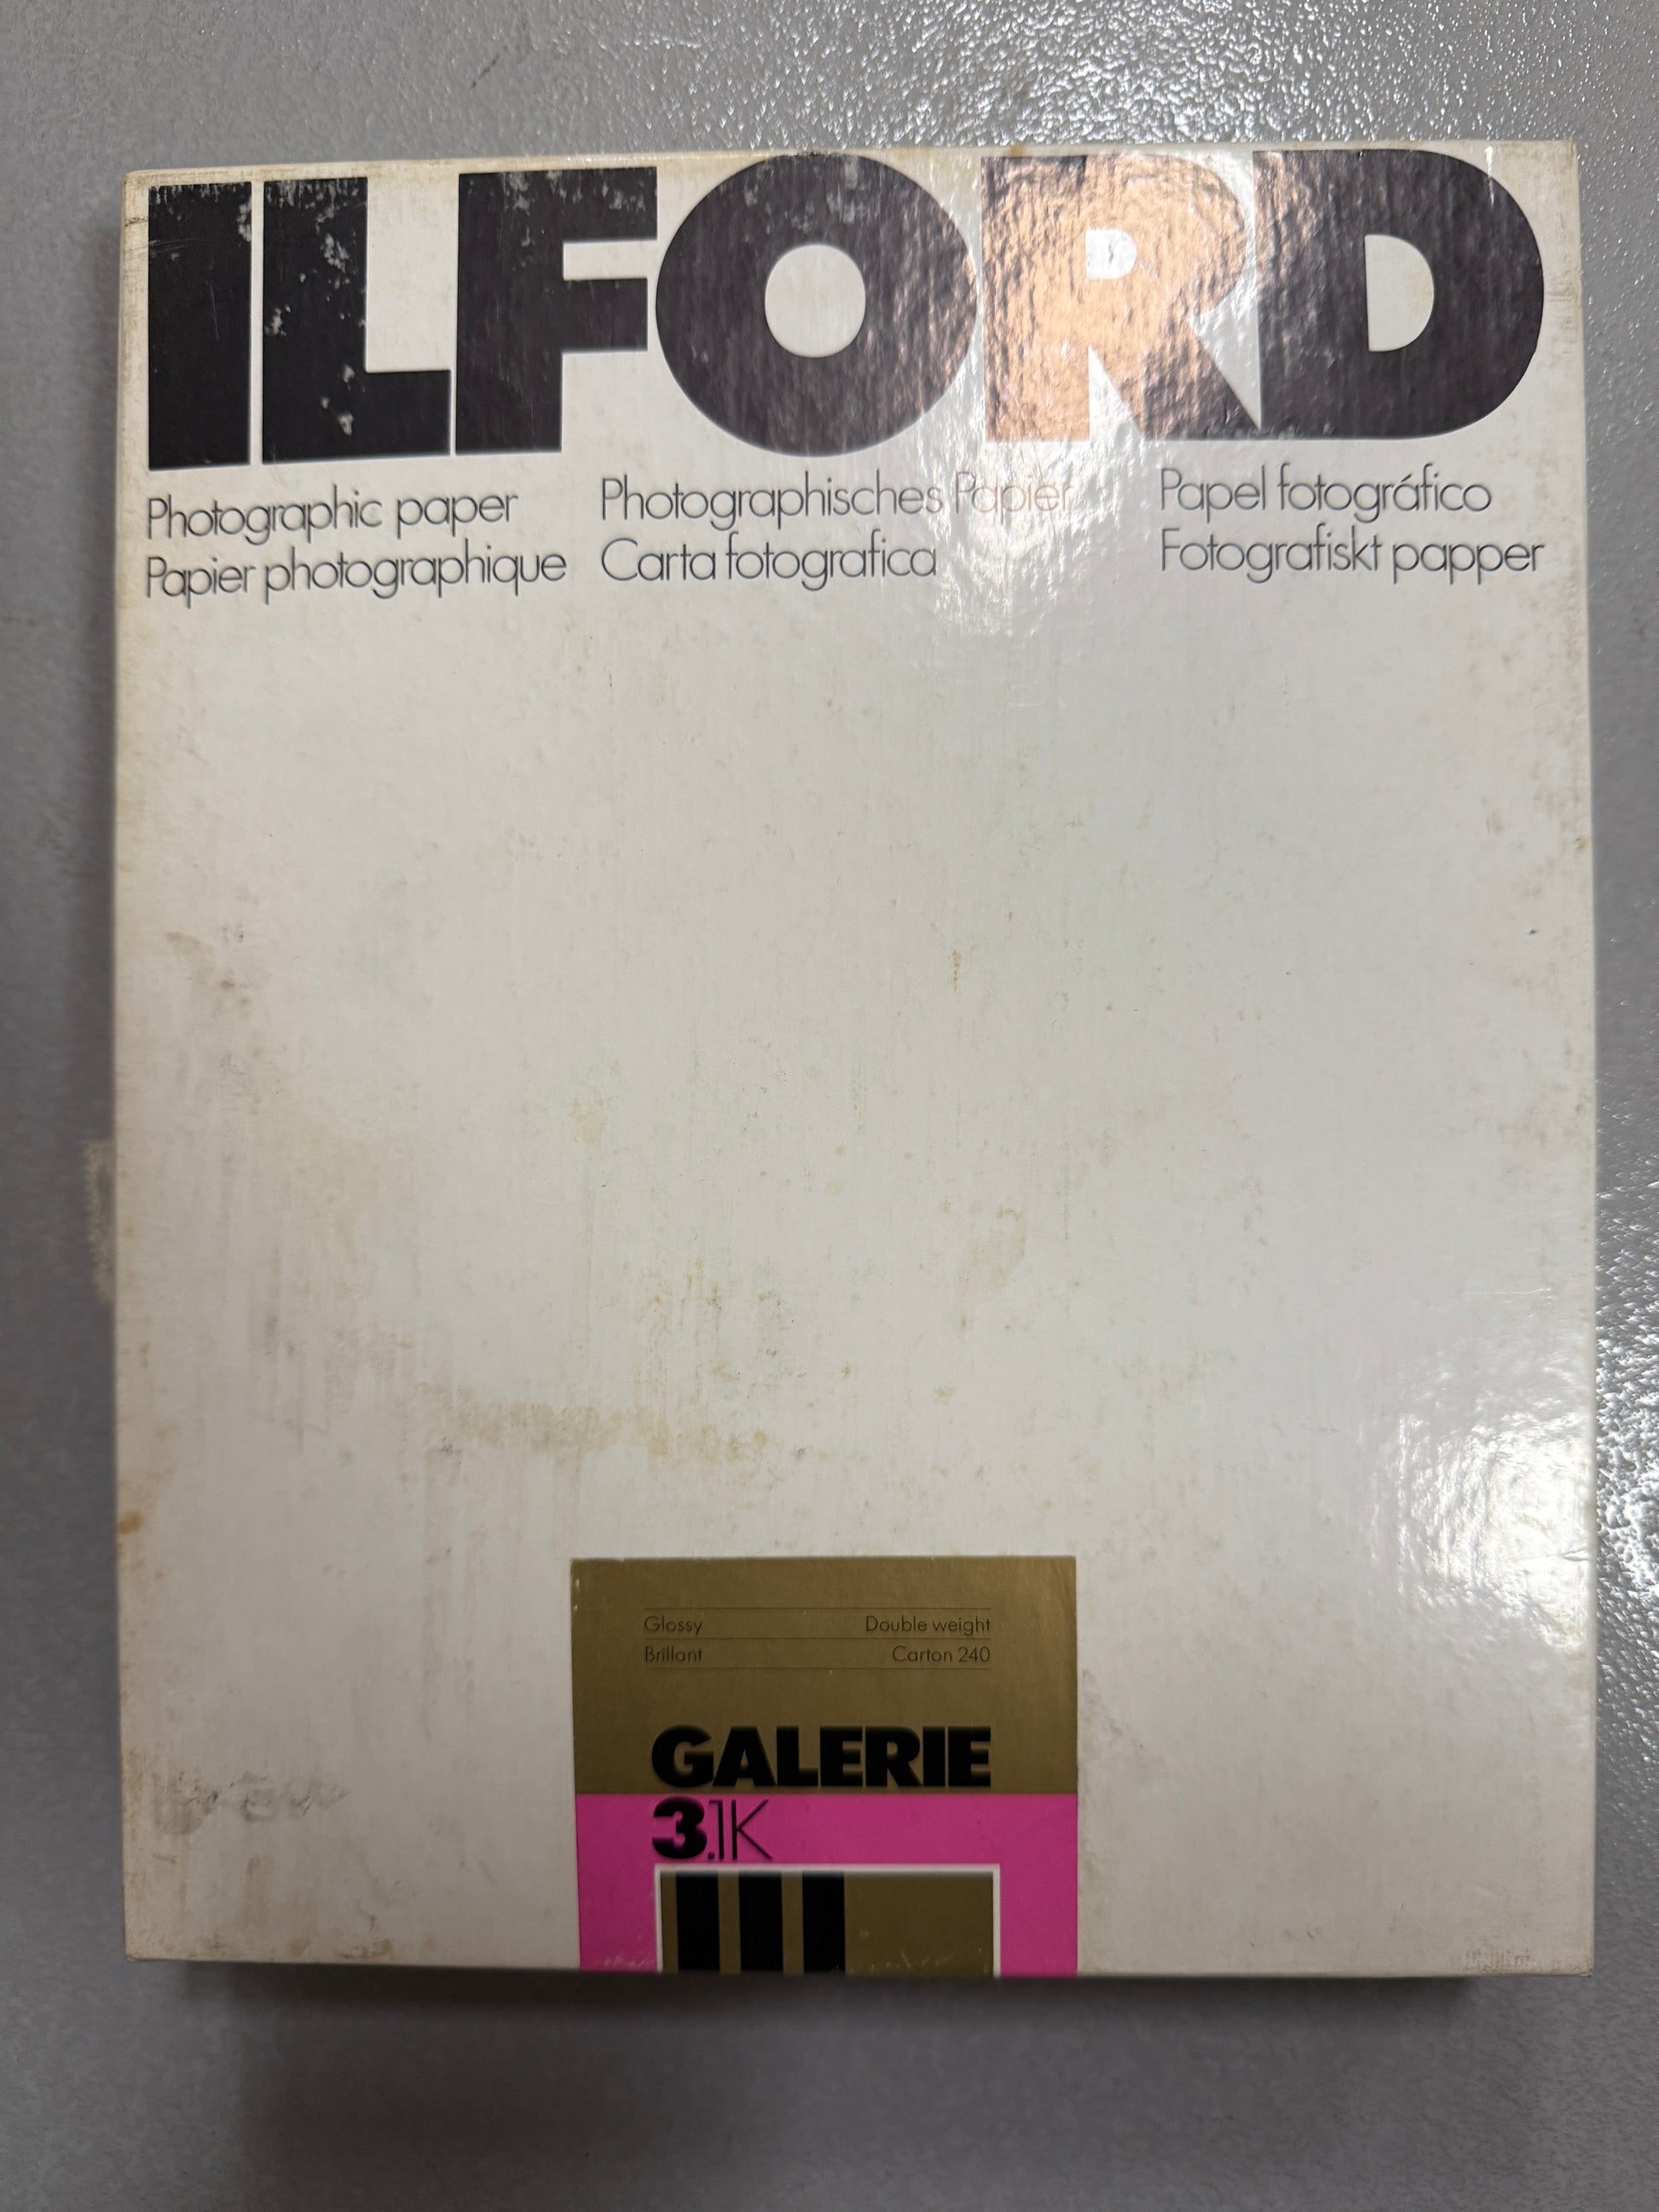 ILFORD
Photographic paper
Papier photographique
Photographisches Papier
Carta fotografica
Papel fotográfico
Fotografiskt papper
Glossy Double weight
Brillant Carton 240
GALERIE
3.1K